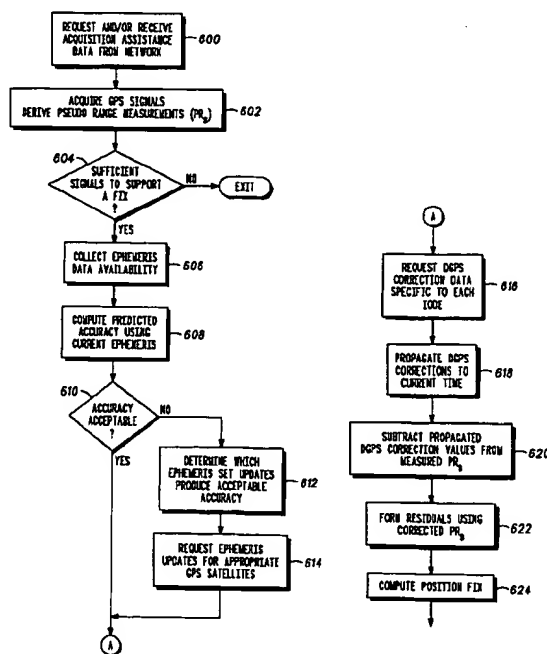 REQUEST AND/OR RECEIVE
ACQUISITION ASSISTANCE
DATA FROM NETWORK
600
ACQUIRE GPS SIGNALS
DERIVE PSEUDO RANGE MEASUREMENTS (PRS)
602
604
SUFFICIENT
SIGNALS TO SUPPORT
A FIX
?
NO
EXIT
YES
COLLECT EPHEMERIS
DATA AVAILABILITY
606
COMPUTE PREDICTED
ACCURACY USING
CURRENT EPHEMERIS
608
610
ACCURACY
ACCEPTABLE
?
NO
YES
DETERMINE WHICH
EPHEMERIS SET UPDATES
PRODUCE ACCEPTABLE
ACCURACY
612
REQUEST EPHEMERIS
UPDATES FOR APPROPRIATE
GPS SATELLITES
614
A
A
REQUEST DGPS
CORRECTION DATA
SPECIFIC TO EACH
IODE
616
PROPAGATE DGPS
CORRECTIONS TO
CURRENT TIME
618
SUBTRACT PROPAGATED
DGPS CORRECTION VALUES FROM
MEASURED PRS
620
FORM RESIDUALS USING
CORRECTED PRS
622
COMPUTE POSITION FIX
624